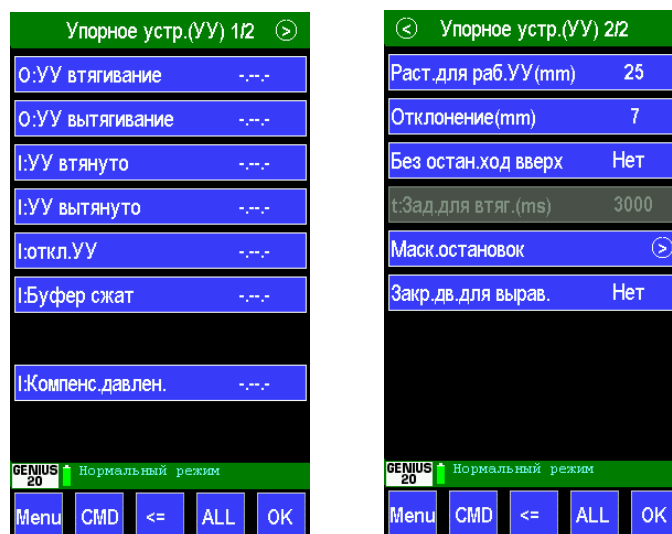 Упорное устр.(УУ) 1/2 >
O:УУ втягивание -.--.-
O:УУ вытягивание -.--.-
I:УУ втянуто -.--.-
I:УУ вытянуто -.--.-
I:откл.УУ -.--.-
I:Буфер сжат -.--.-
I:Компенс.давлен. -.--.-
GENIUS 20 Нормальный режим
Menu CMD <= ALL OK
< Упорное устр.(УУ) 2/2
Раст.для раб.УУ(mm) 25
Отклонение(mm) 7
Без остан.ход вверх Нет
t:Зад.для втяг.(ms) 3000
Маск.остановок >
Закр.дв.для вырав. Нет
GENIUS 20 Нормальный режим
Menu CMD <= ALL OK